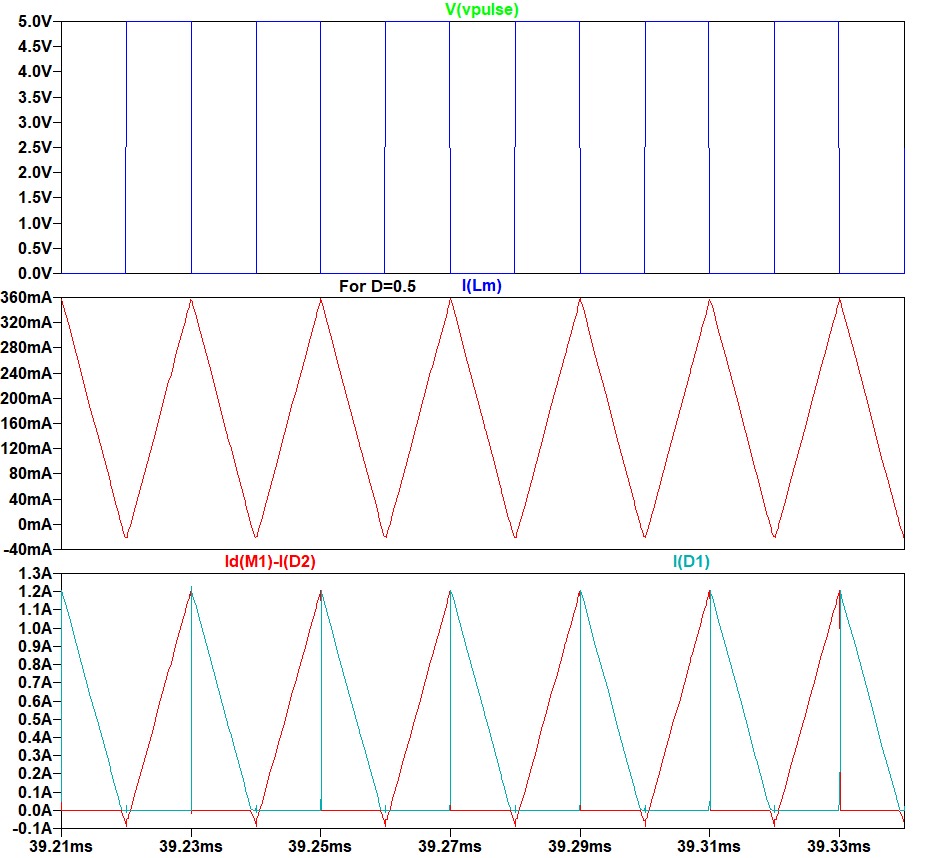 V(vpulse)
5.0V
4.5V
4.0V
3.5V
3.0V
2.5V
2.0V
1.5V
1.0V
0.5V
0.0V
For D=0.5 I(Lm)
360mA
320mA
280mA
240mA
200mA
160mA
120mA
80mA
40mA
0mA
-40mA
Id(M1)-I(D2) I(D1)
1.3A
1.2A
1.1A
1.0A
0.9A
0.8A
0.7A
0.6A
0.5A
0.4A
0.3A
0.2A
0.1A
0.0A
-0.1A
39.21ms 39.23ms 39.25ms 39.27ms 39.29ms 39.31ms 39.33ms